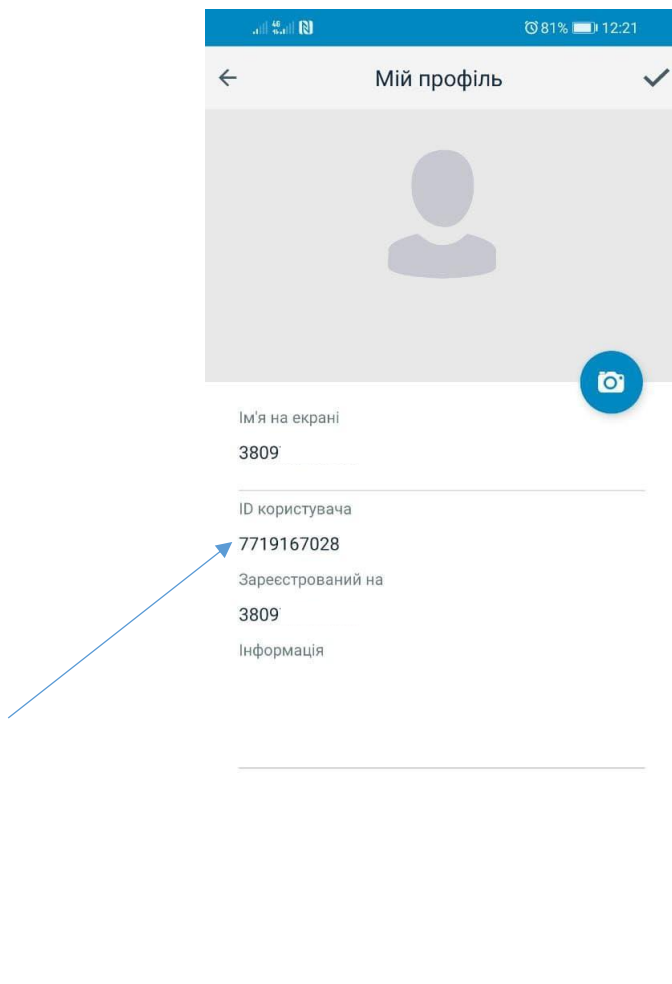 81% 12:21
Мій профіль
Ім'я на екрані
3809
ID користувача
7719167028
Зареєстрований на
3809
Інформація